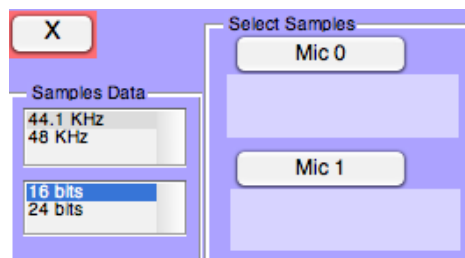 X
Select Samples
Mic 0
Samples Data
44.1 KHz
48 KHz
Mic 1
16 bits
24 bits